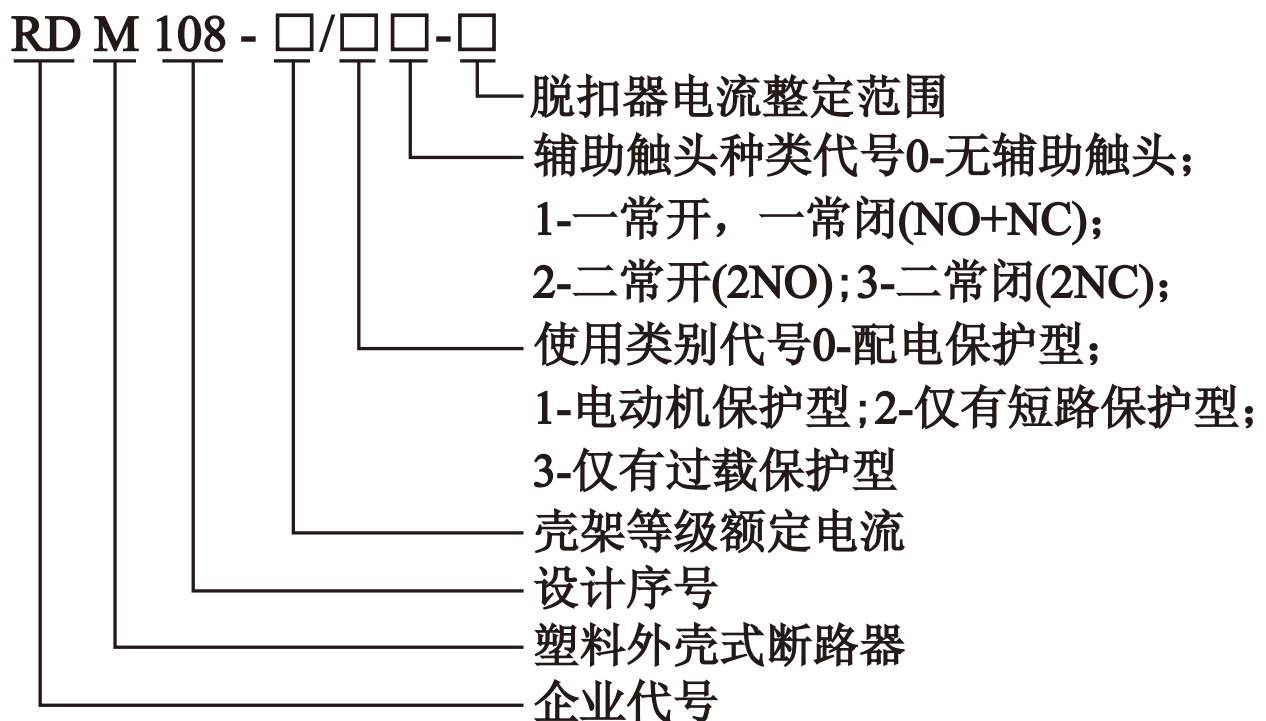 RD M 108 - □/□ □-□
脱扣器电流整定范围
辅助触头种类代号0-无辅助触头；
1-一常开，一常闭(NO+NC)；
2-二常开(2NO)；3-二常闭(2NC)；
使用类别代号0-配电保护型；
1-电动机保护型；2-仅有短路保护型；
3-仅有过载保护型
壳架等级额定电流
设计序号
塑料外壳式断路器
企业代号